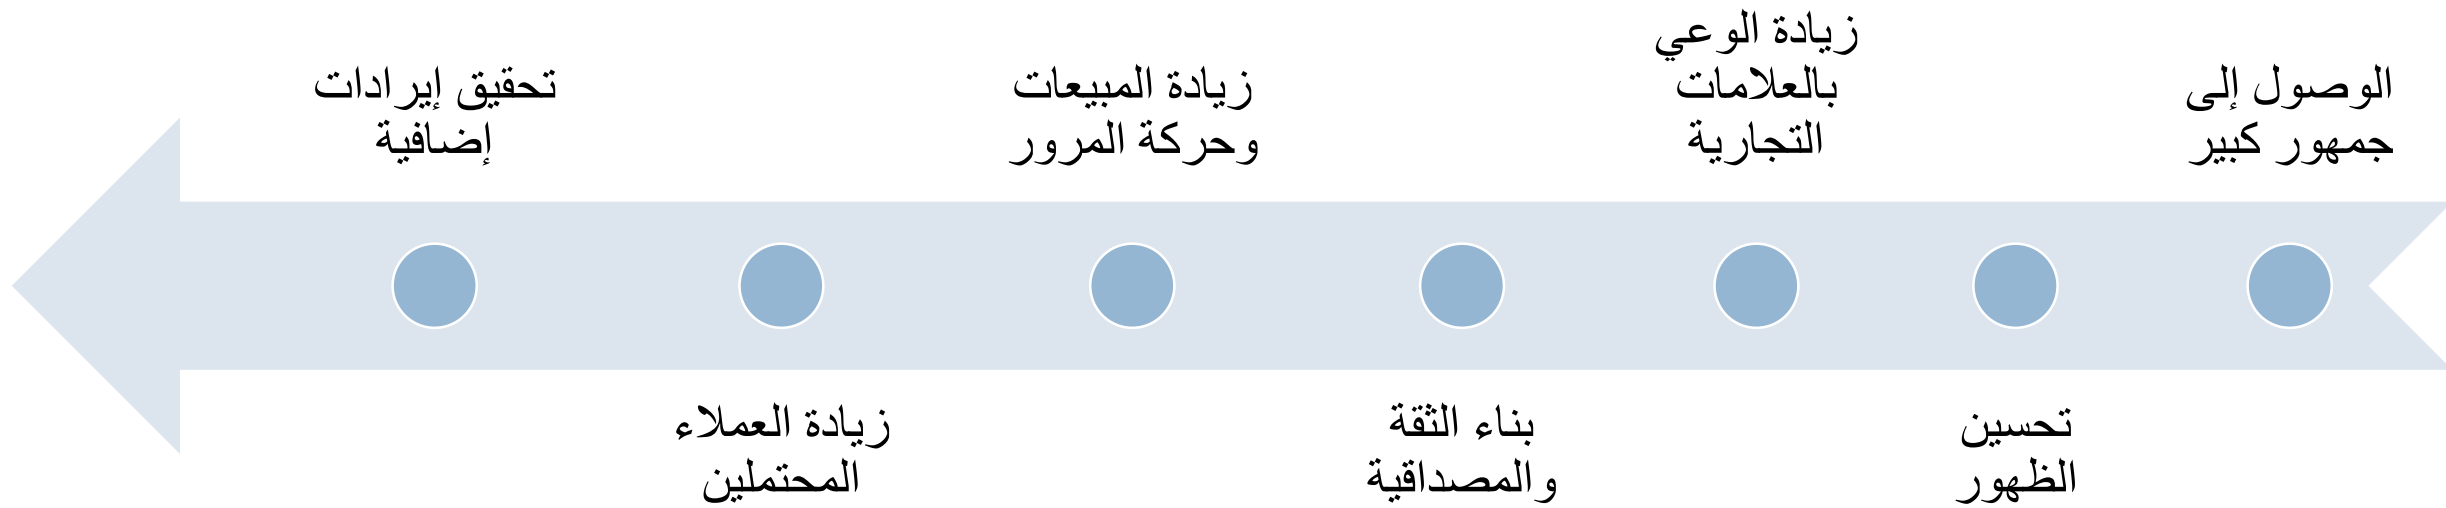 الوصول إلى
جمهور كبير
تحسين
الظهور
زيادة الوعي
بالعلامات
التجارية
بناء الثقة
والمصداقية
زيادة المبيعات
وحركة المرور
زيادة العملاء
المحتملين
تحقيق إيرادات
إضافية